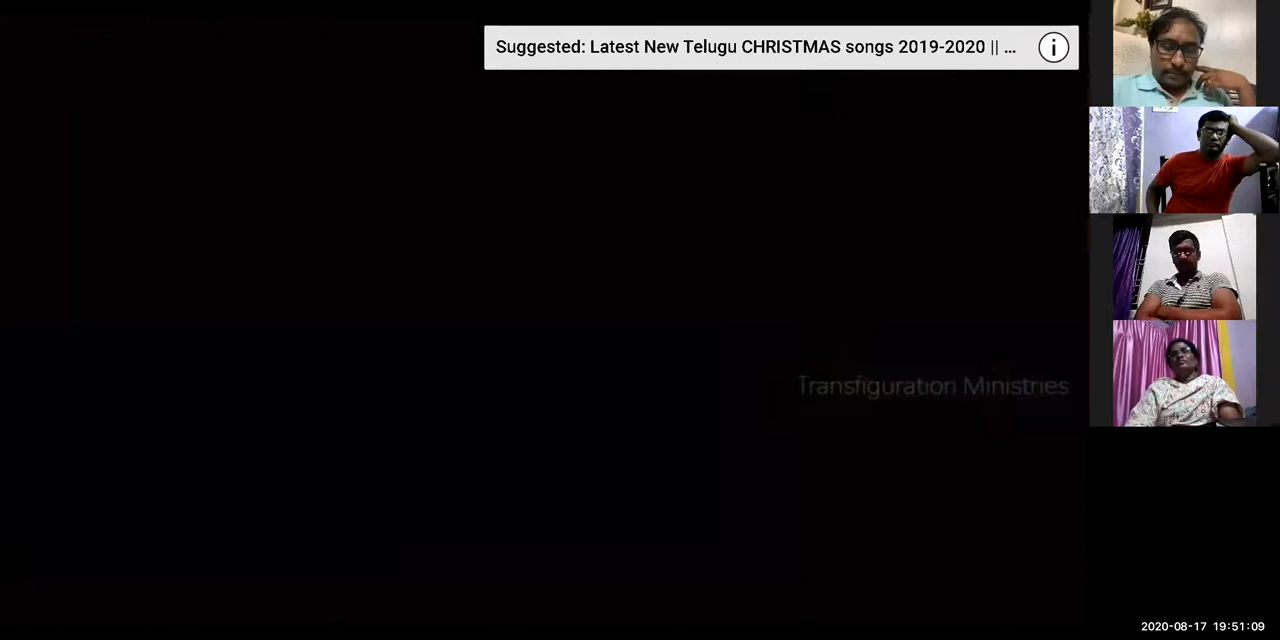 Suggested: Latest New Telugu CHRISTMAS songs 2019-2020 || ...
Transfiguration Ministries
2020-08-17 19:51:09